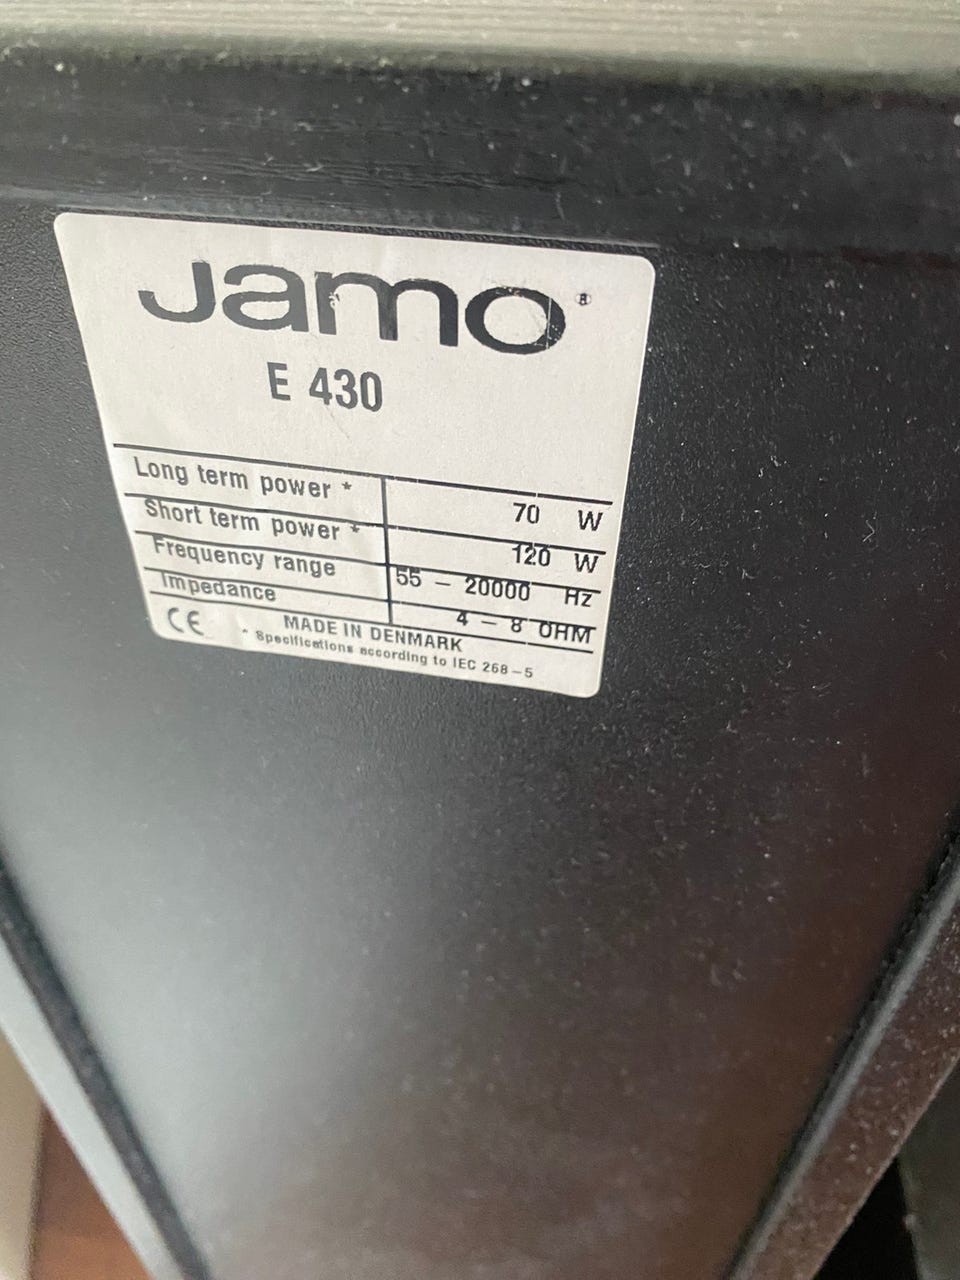 Jamo®
E 430
Long term power * 70 W
Short term power * 120 W
Frequency range 55 – 20000 Hz
Impedance 4 – 8 OHM
CE MADE IN DENMARK
* Specifications according to IEC 268–5